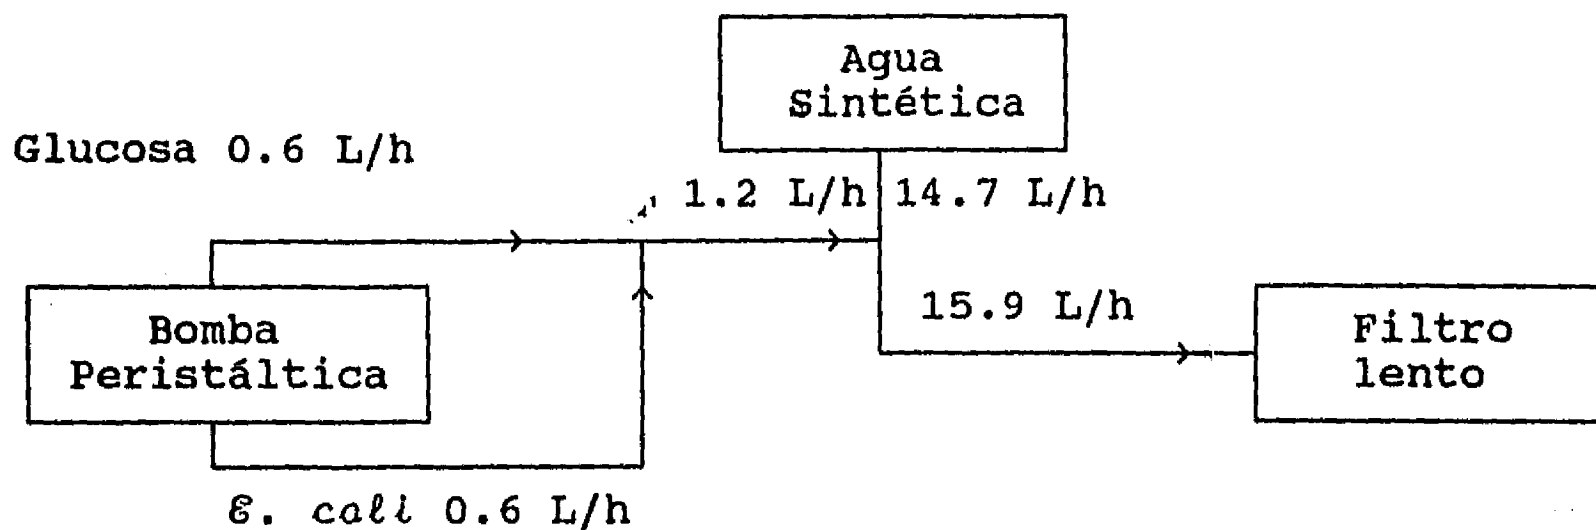 Agua
Sintética
Glucosa 0.6 L/h
1.2 L/h
14.7 L/h
15.9 L/h
Bomba
Peristáltica
Filtro
lento
E. coli 0.6 L/h